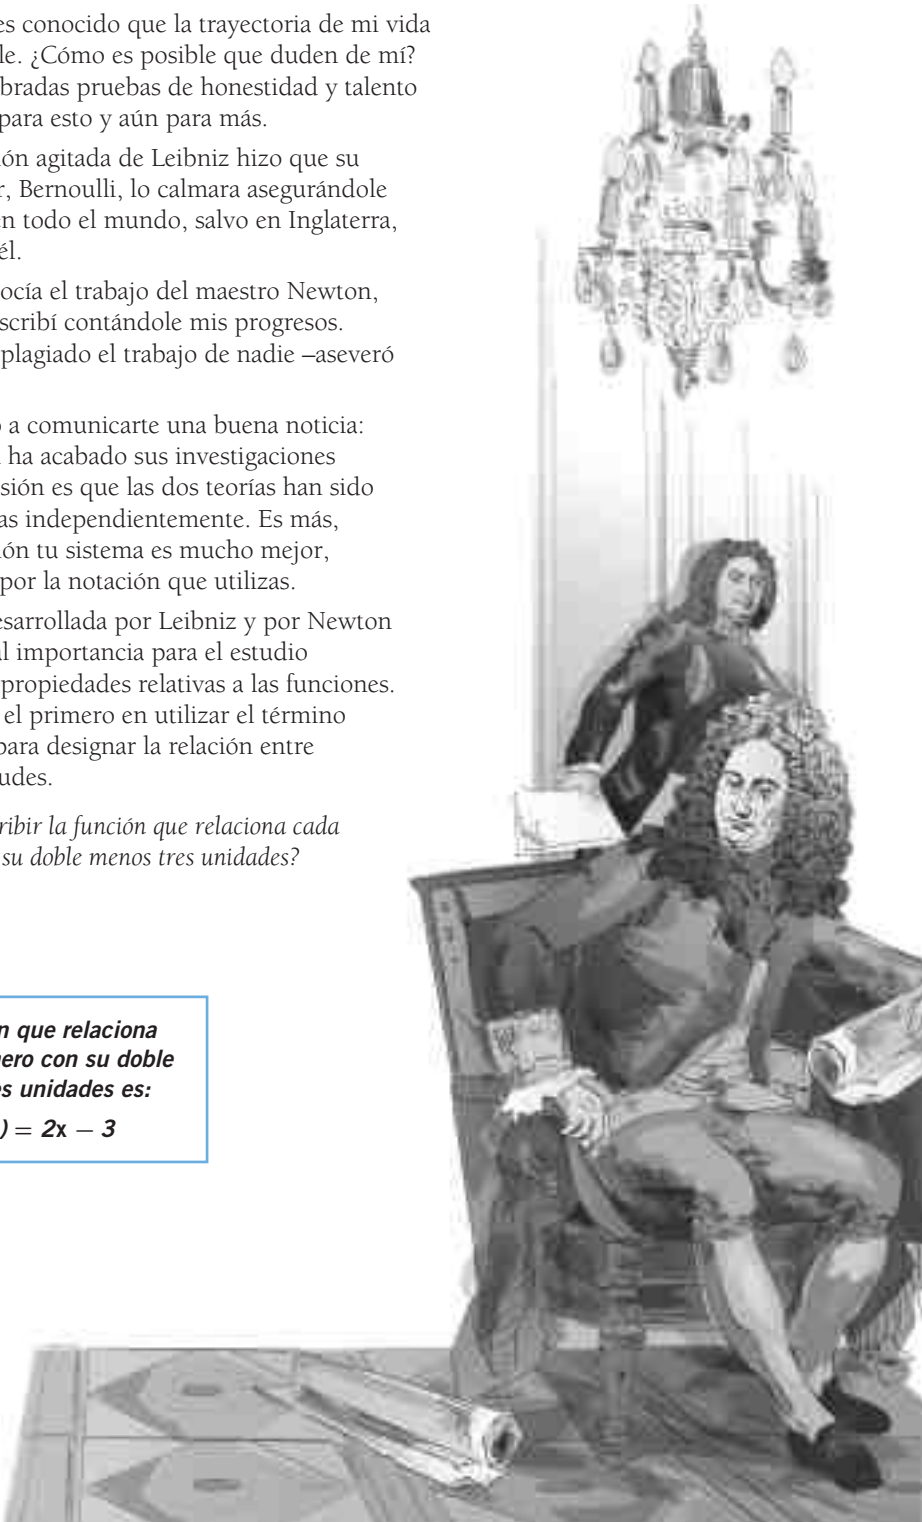 es conocido que la trayectoria de mi vida
le. ¿Cómo es posible que duden de mí?
bradas pruebas de honestidad y talento
para esto y aún para más.
ón agitada de Leibniz hizo que su
r, Bernoulli, lo calmara asegurándole
en todo el mundo, salvo en Inglaterra,
él.
ocía el trabajo del maestro Newton,
scribí contándole mis progresos.
plagiado el trabajo de nadie –aseveró
o a comunicarte una buena noticia:
ha acabado sus investigaciones
sión es que las dos teorías han sido
as independientemente. Es más,
ión tu sistema es mucho mejor,
por la notación que utilizas.
esarrollada por Leibniz y por Newton
al importancia para el estudio
propiedades relativas a las funciones.
el primero en utilizar el término
para designar la relación entre
udes.
ribir la función que relaciona cada
su doble menos tres unidades?
n que relaciona
nero con su doble
es unidades es:
) = 2x − 3